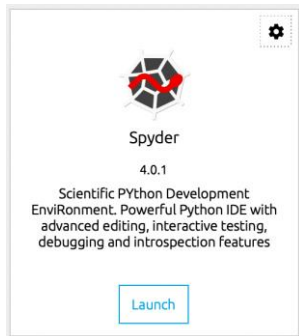 Spyder
4.0.1
Scientific PYthon Development
EnviRonment. Powerful Python IDE with
advanced editing, interactive testing,
debugging and introspection features
Launch